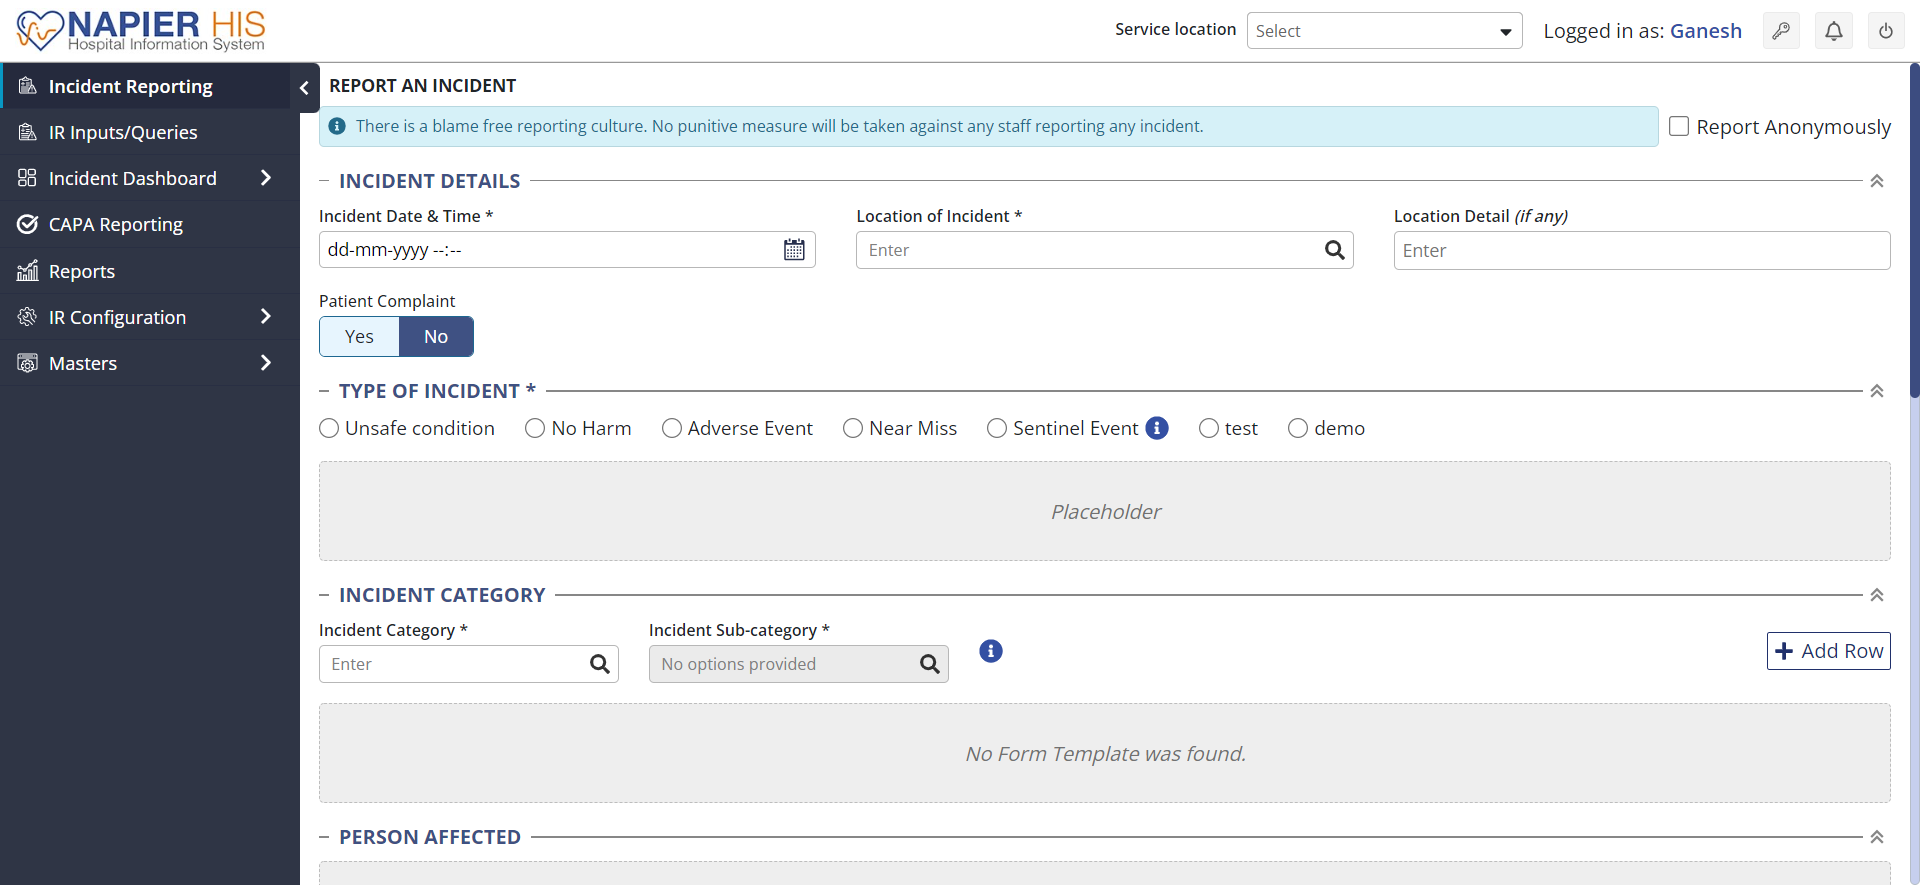 NAPIER HIS
Hospital Information System
Service location
Select
Logged in as: Ganesh
Incident Reporting
IR Inputs/Queries
Incident Dashboard
CAPA Reporting
Reports
IR Configuration
Masters
REPORT AN INCIDENT
There is a blame free reporting culture. No punitive measure will be taken against any staff reporting any incident.
Report Anonymously
INCIDENT DETAILS
Incident Date & Time *
Location of Incident *
Location Detail (if any)
dd-mm-yyyy --:--
Enter
Enter
Patient Complaint
Yes No
TYPE OF INCIDENT *
Unsafe condition No Harm Adverse Event Near Miss Sentinel Event test demo
Placeholder
INCIDENT CATEGORY
Incident Category *
Incident Sub-category *
Enter
No options provided
Add Row
No Form Template was found.
PERSON AFFECTED